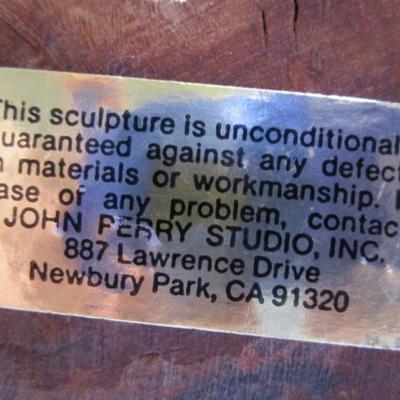 This sculpture is unconditional
uaranteed against any defect
materials or workmanship.
ase of any problem, contac
JOHN PERRY STUDIO, INC.
887 Lawrence Drive
Newbury Park, CA 91320